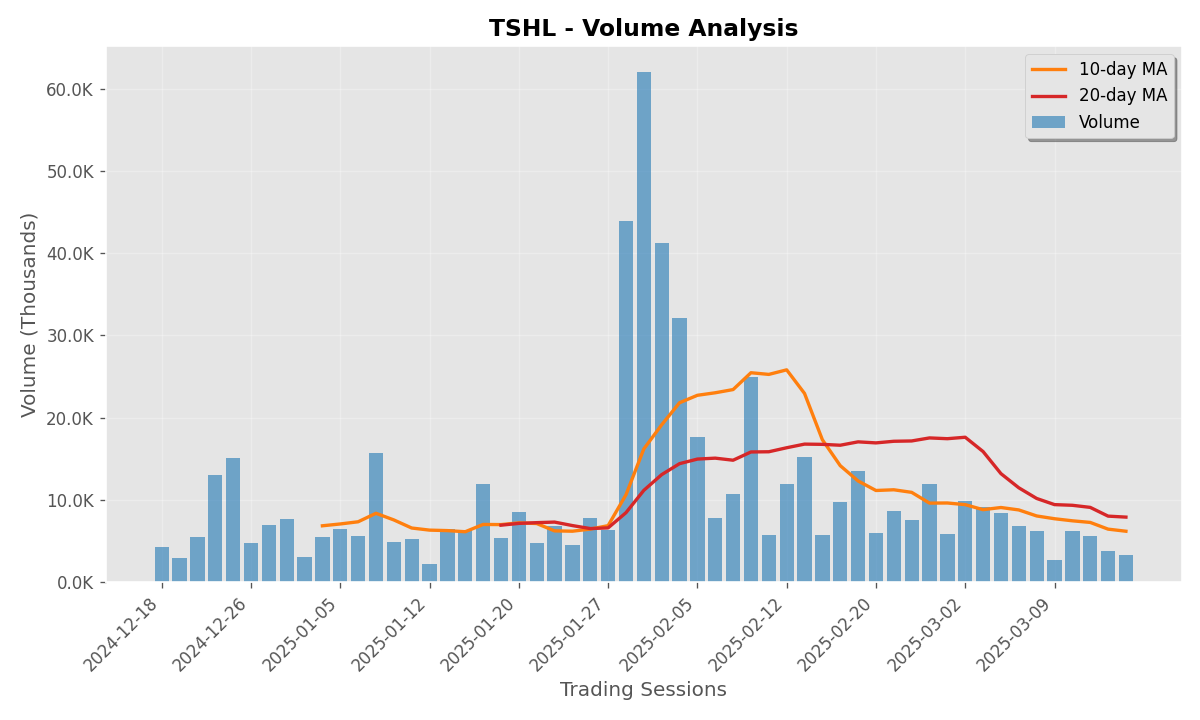 TSHL - Volume Analysis
10-day MA
20-day MA
Volume
Volume (Thousands)
60.0K
50.0K
40.0K
30.0K
20.0K
10.0K
0.0K
2024-12-18
2024-12-26
2025-01-05
2025-01-12
2025-01-20
2025-01-27
2025-02-05
2025-02-12
2025-02-20
2025-03-02
2025-03-09
Trading Sessions